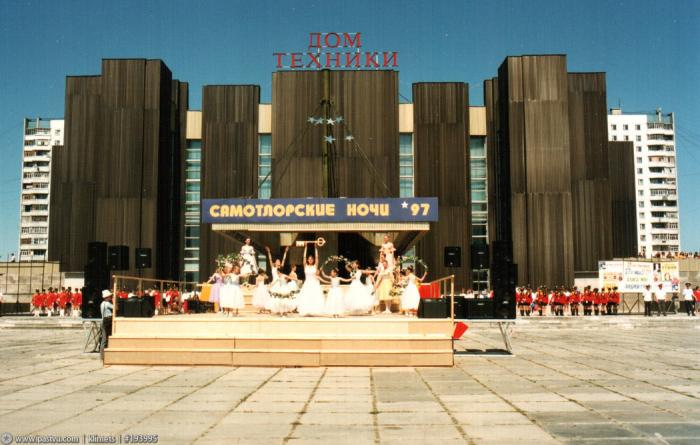 ДОМ
ТЕХНИКИ
САМОТЛОРСКИЕ НОЧИ '97
www.pastvu.com | klimets | #193995